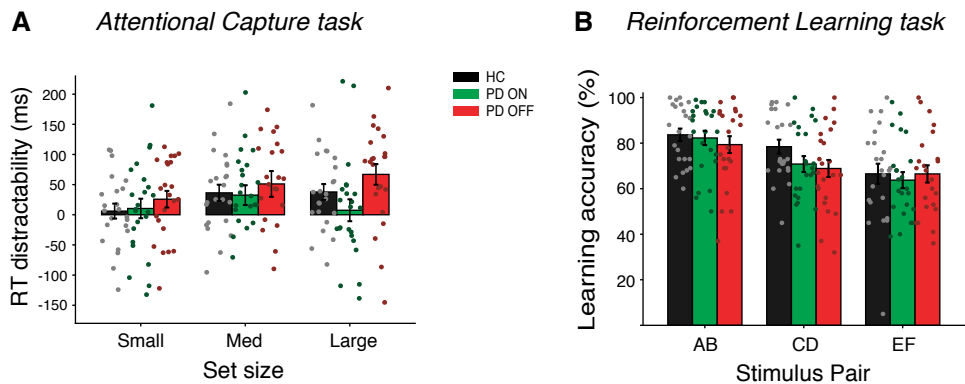 A
Attentional Capture task
RT distractability (ms)
200
150
100
50
0
-50
-100
-150
Small
Med
Large
Set size
HC
PD ON
PD OFF
B
Reinforcement Learning task
Learning accuracy (%)
100
80
60
40
20
AB
CD
EF
Stimulus Pair